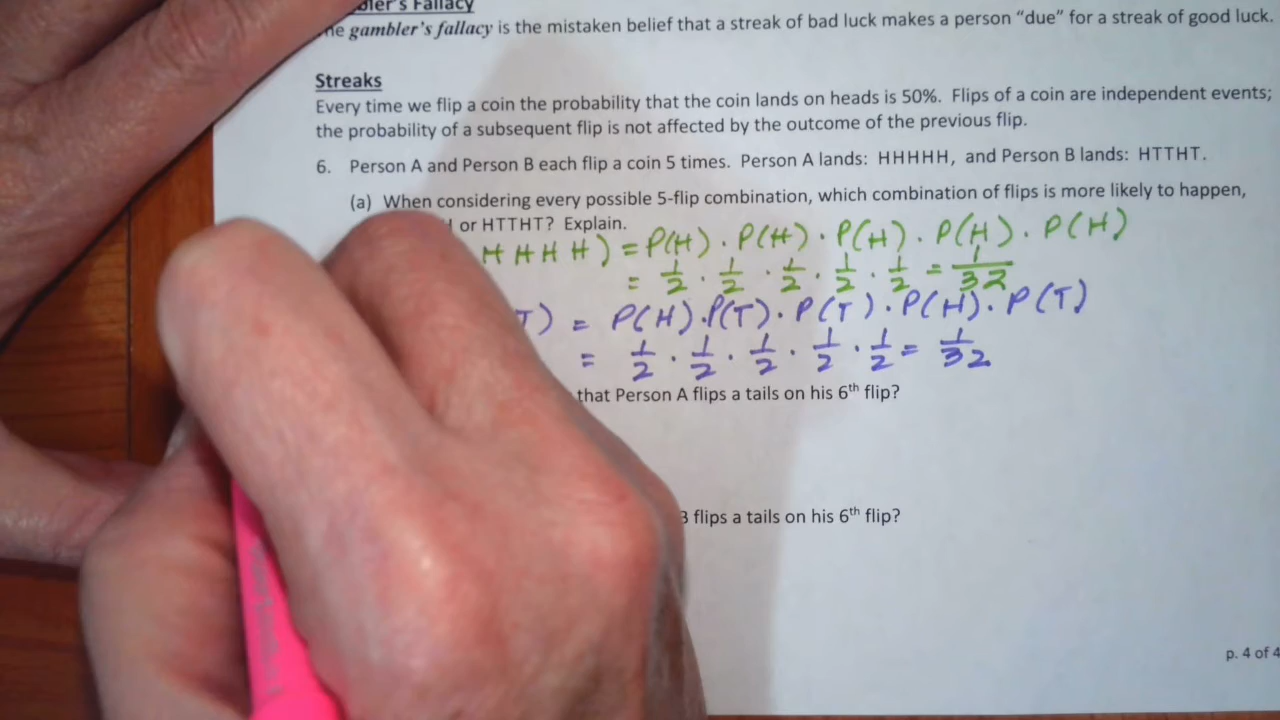 gambler's fallacy is the mistaken belief that a streak of bad luck makes a person "due" for a streak of good luck.
Streaks
Every time we flip a coin the probability that the coin lands on heads is 50%. Flips of a coin are independent events;
the probability of a subsequent flip is not affected by the outcome of the previous flip.
6. Person A and Person B each flip a coin 5 times. Person A lands: HHHHH, and Person B lands: HTTHT.
(a) When considering every possible 5-flip combination, which combination of flips is more likely to happen,
or HTTHT? Explain.
H H H H ) = P(H) · P(H) · P(H) · P(H) · P(H)
= 1/2 · 1/2 · 1/2 · 1/2 · 1/2 = 1/32
T) = P(H) · P(T) · P(T) · P(H) · P(T)
= 1/2 · 1/2 · 1/2 · 1/2 · 1/2 = 1/32
that Person A flips a tails on his 6th flip?
B flips a tails on his 6th flip?
p. 4 of 4